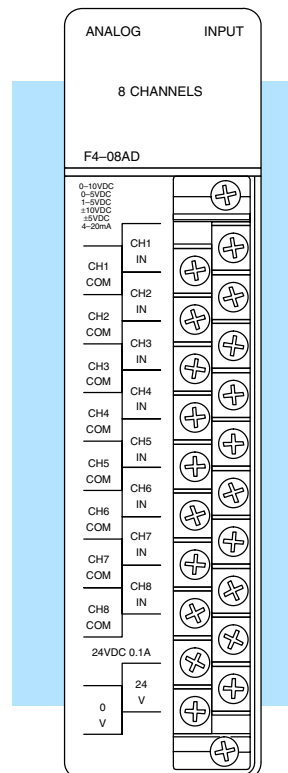 ANALOG INPUT
8 CHANNELS
F4–08AD
0–10VDC
0–5VDC
1–5VDC
±10VDC
±5VDC
4–20mA
CH1
IN
CH1
COM
CH2
IN
CH2
COM
CH3
IN
CH3
COM
CH4
IN
CH4
COM
CH5
IN
CH5
COM
CH6
IN
CH6
COM
CH7
IN
CH7
COM
CH8
IN
CH8
COM
24VDC 0.1A
24
V
0
V